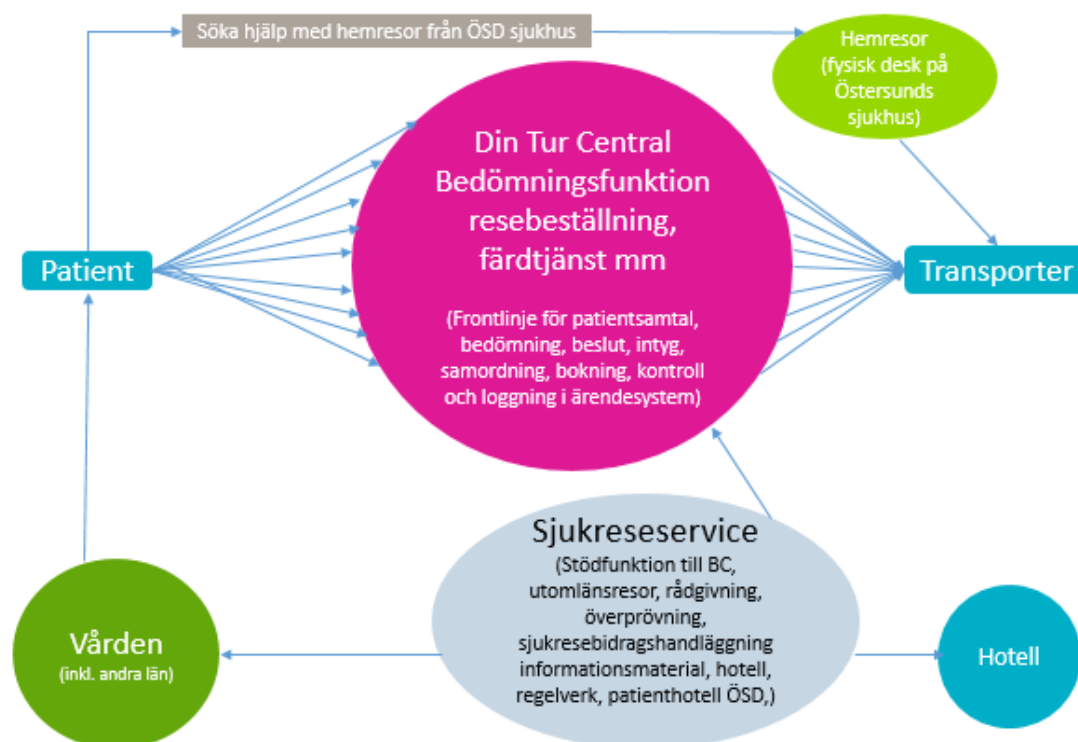 Söka hjälp med hemresor från ÖSD sjukhus
Hemresor
(fysisk desk på
Östersunds
sjukhus)
Din Tur Central
Bedömningsfunktion
resebeställning,
färdtjänst mm
(Frontlinje för patientsamtal,
bedömning, beslut, intyg,
samordning, bokning, kontroll
och loggning i ärendesystem)
Patient
Transporter
Sjukreseservice
(Stödfunktion till BC,
utomlänsresor, rådgivning,
överprövning,
sjukresebidragshandläggning
informationsmaterial, hotell,
regelverk, patienthotell ÖSD,)
Vården
(inkl. andra län)
Hotell